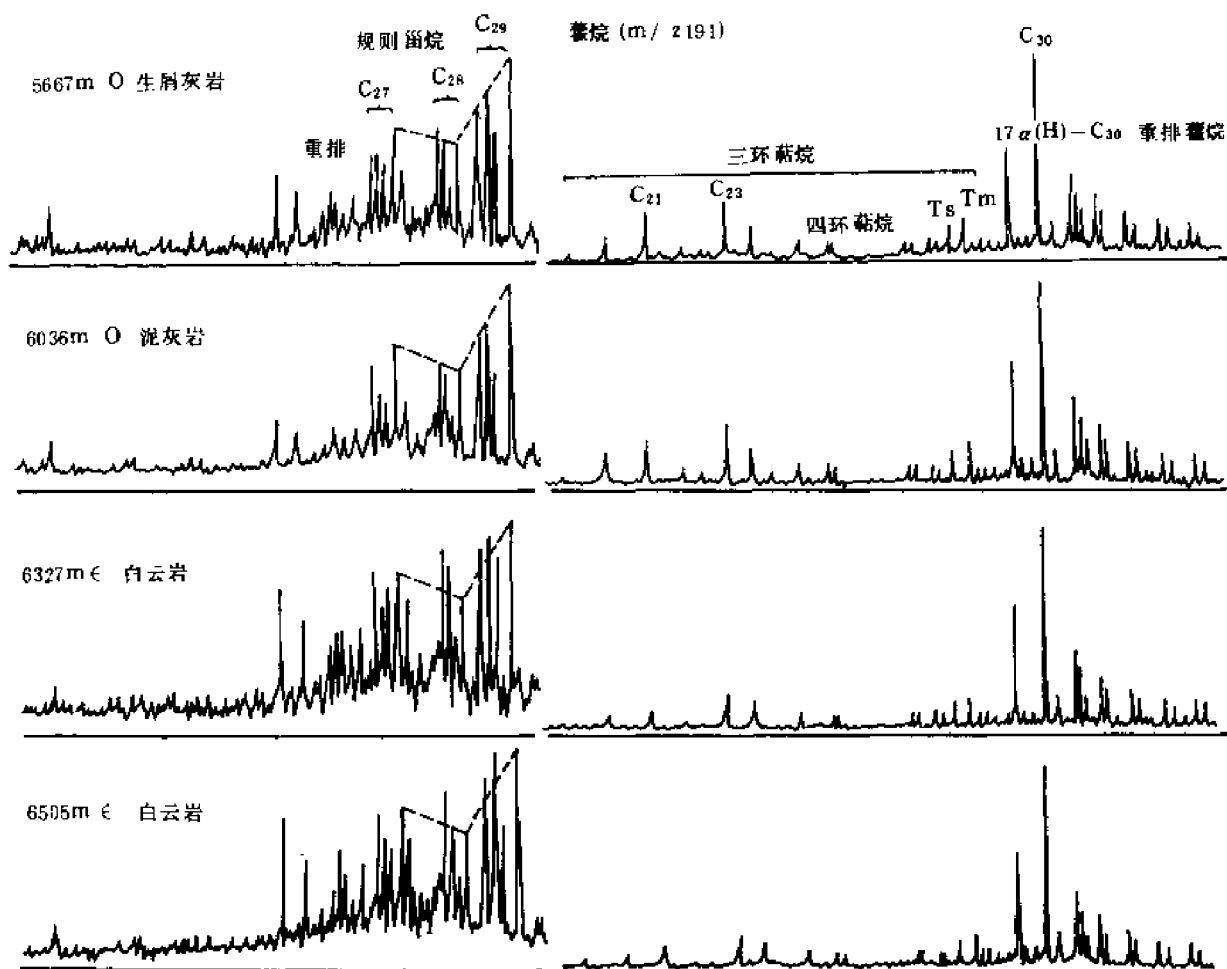 规则甾烷
C₂₉
藿烷 (m/ z191)
C₃₀
5667m O 生屑灰岩
C₂₇
C₂₈
重排
17α(H)-C₃₀ 重排藿烷
三环萜烷
C₂₁
C₂₃
四环萜烷
Ts
Tm
6036m O 泥灰岩
6327m ϵ 白云岩
6505m ϵ 白云岩